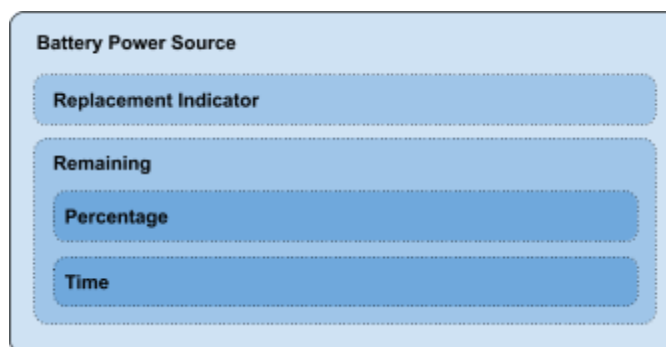 Battery Power Source
Replacement Indicator
Remaining
Percentage
Time